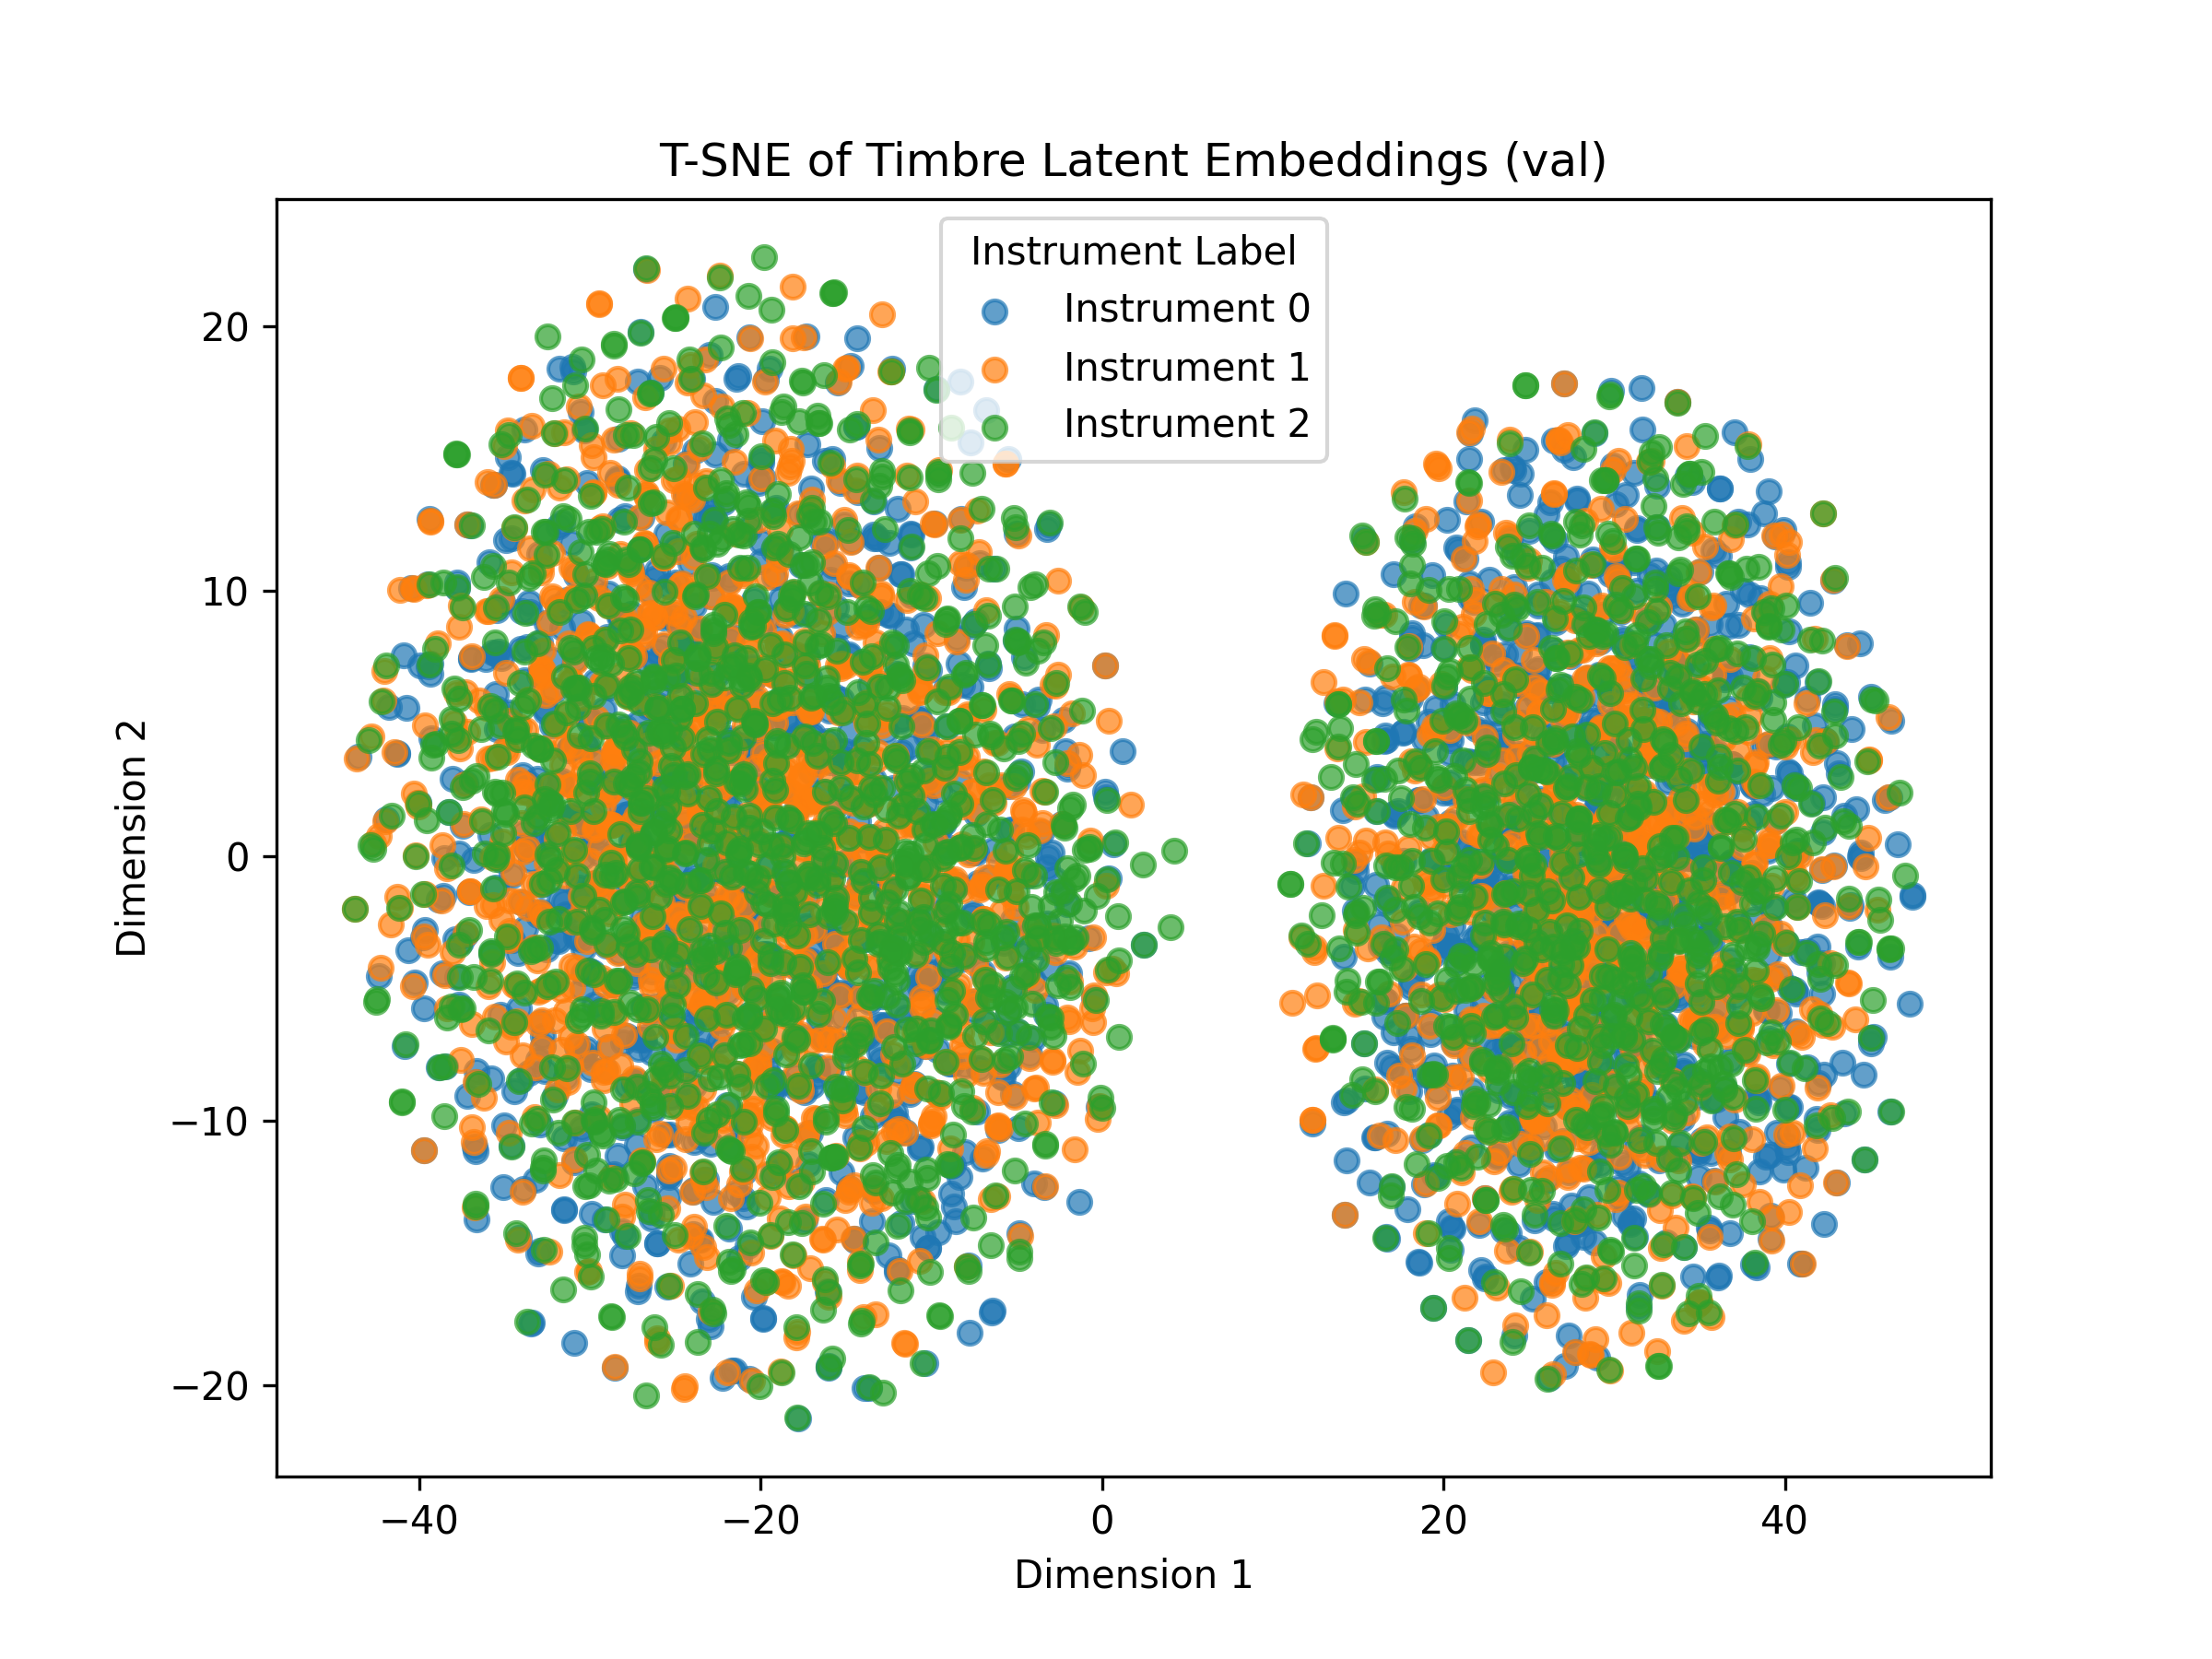 T-SNE of Timbre Latent Embeddings (val)
Instrument Label
Instrument 0
Instrument 1
Instrument 2
Dimension 2
20
10
0
−10
−20
−40
−20
0
20
40
Dimension 1